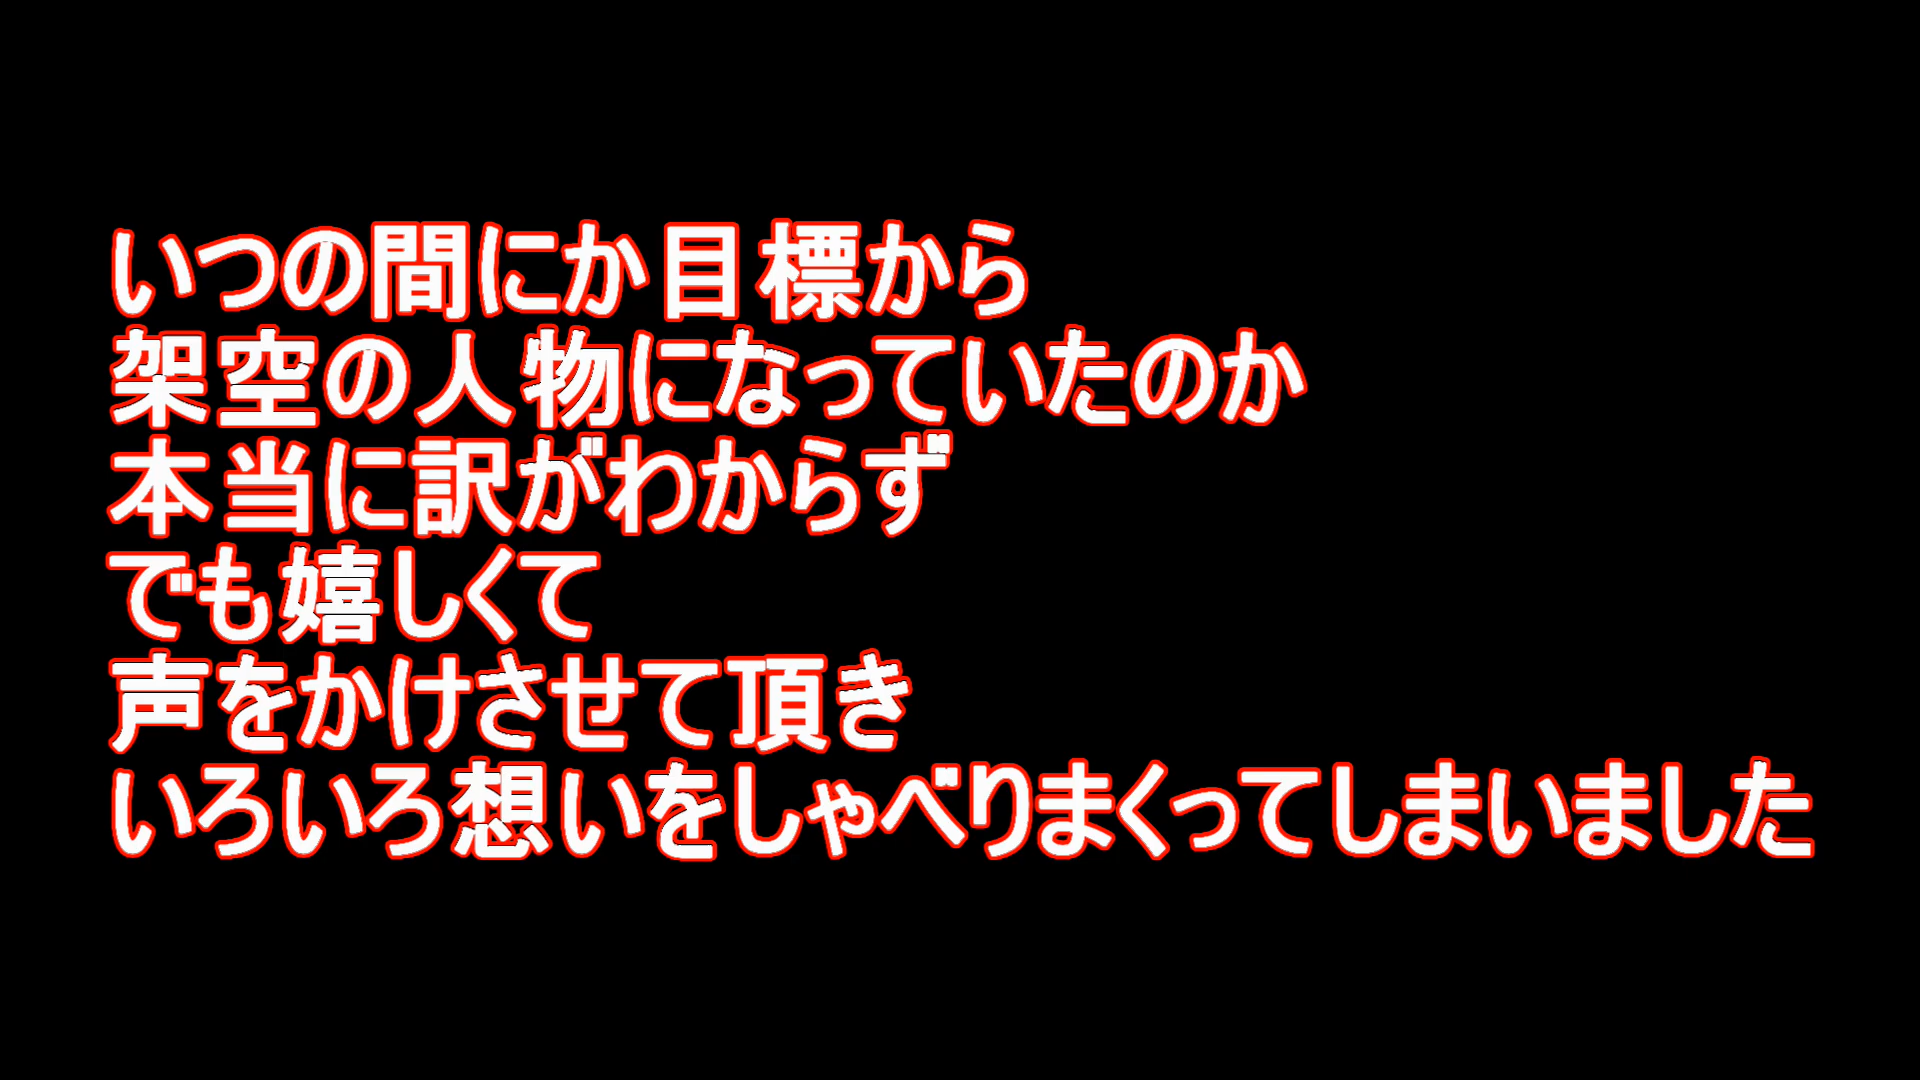 いつの間にか目標から
架空の人物になっていたのか
本当に訳がわからず
でも嬉しくて
声をかけさせて頂き
いろいろ想いをしゃべりまくってしまいました